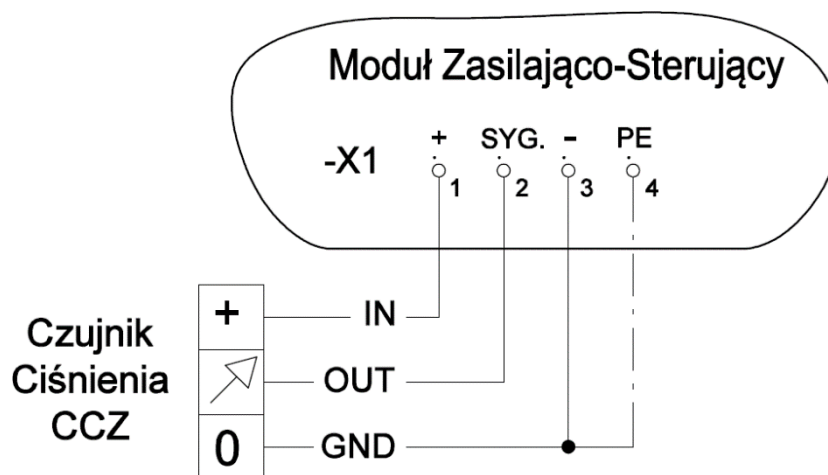 Moduł Zasilająco-Sterujący
+ SYG. - PE
-X1
1 2 3 4
Czujnik
Ciśnienia
CCZ
+ IN
OUT
0 GND